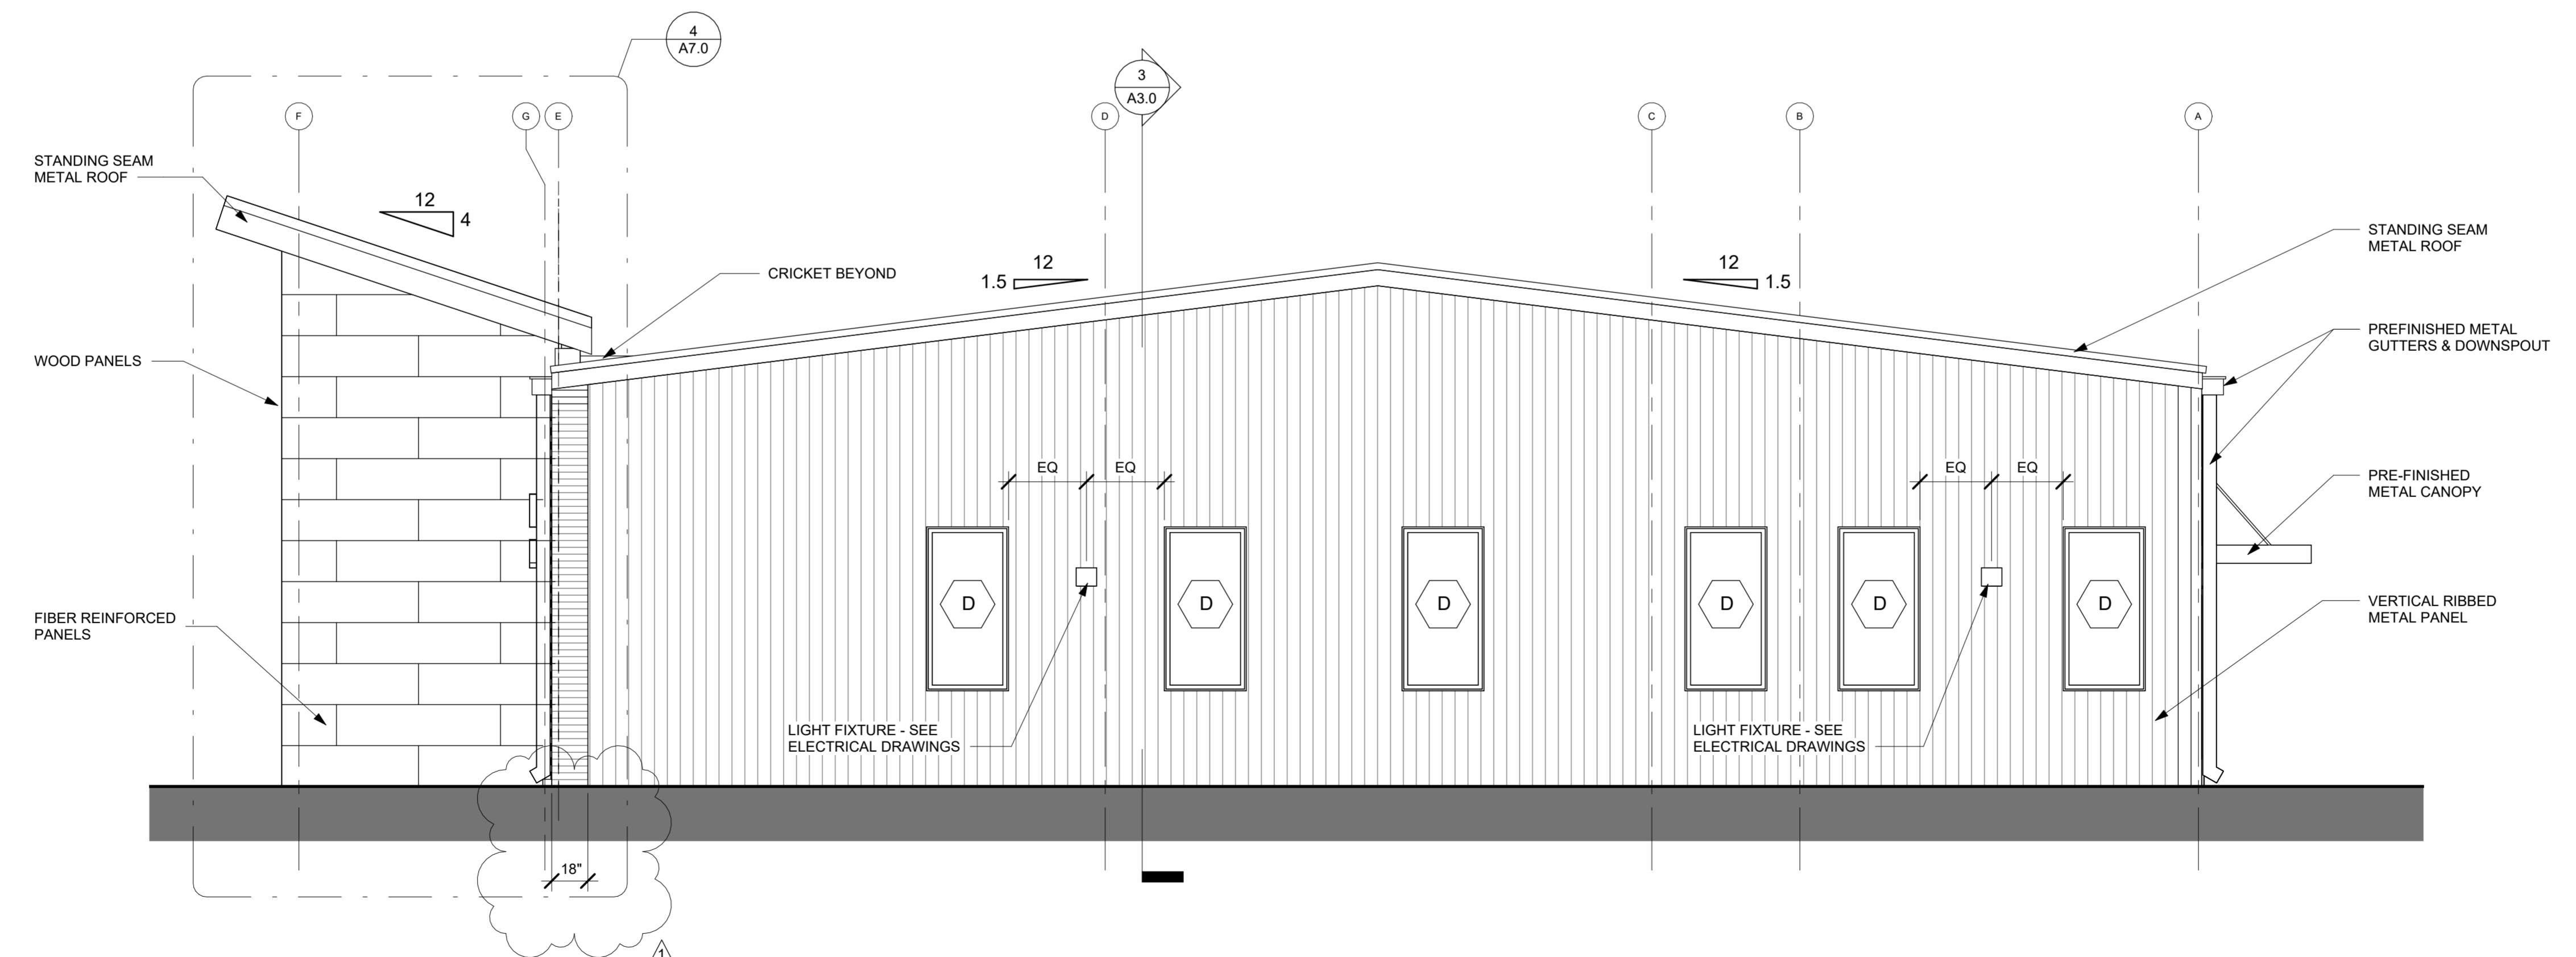 4
A7.0
3
A3.0
F
G
E
D
C
B
A
STANDING SEAM
METAL ROOF
12
4
CRICKET BEYOND
12
1.5
12
1.5
STANDING SEAM
METAL ROOF
PREFINISHED METAL
GUTTERS & DOWNSPOUT
WOOD PANELS
EQ
EQ
EQ
EQ
PRE-FINISHED
METAL CANOPY
D
D
D
D
D
D
FIBER REINFORCED
PANELS
VERTICAL RIBBED
METAL PANEL
LIGHT FIXTURE - SEE
ELECTRICAL DRAWINGS
LIGHT FIXTURE - SEE
ELECTRICAL DRAWINGS
18"
1